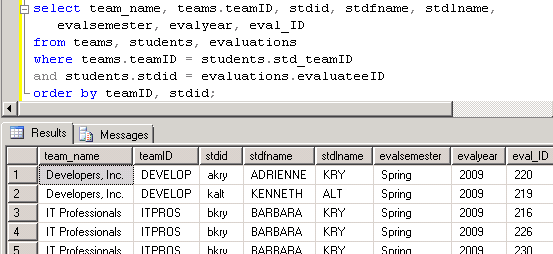 select team_name, teams.teamID, stdid, stdfname, stdlname,
evalsemester, evalyear, eval_ID
from teams, students, evaluations
where teams.teamID = students.std_teamID
and students.stdid = evaluations.evaluateeID
order by teamID, stdid;
Results Messages
team_name teamID stdid stdfname stdlname evalsemester evalyear eval_ID
1 Developers, Inc. DEVELOP akry ADRIENNE KRY Spring 2009 220
2 Developers, Inc. DEVELOP kalt KENNETH ALT Spring 2009 219
3 IT Professionals ITPROS bkry BARBARA KRY Spring 2009 216
4 IT Professionals ITPROS bkry BARBARA KRY Spring 2009 226
5 IT Professionals ITPROS bkry BARBARA KRY Spring 2009 230